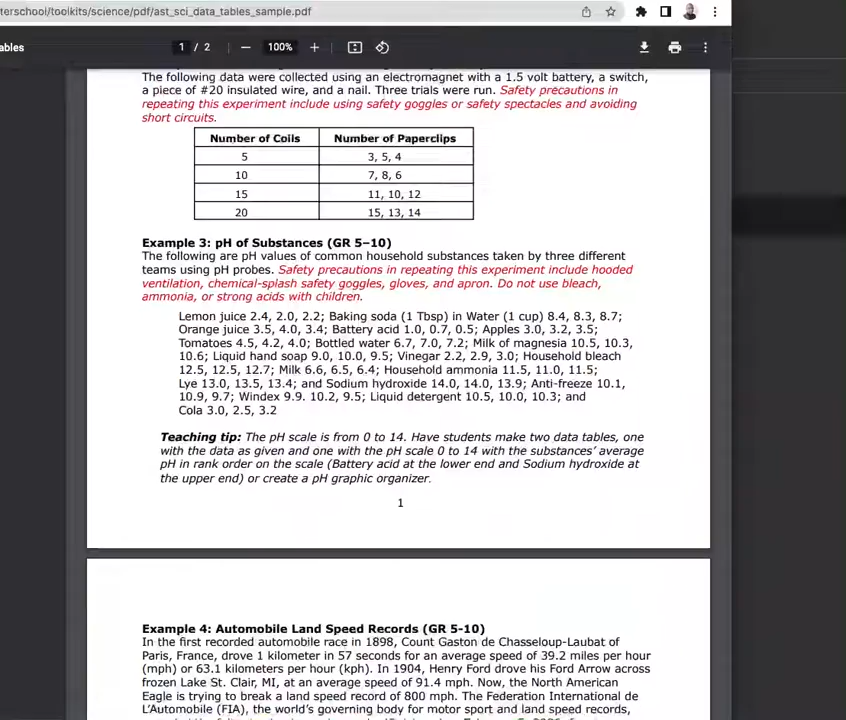 terschool/toolkits/science/pdf/ast_sci_data_tables_sample.pdf
ables
1 / 2
100%
The following data were collected using an electromagnet with a 1.5 volt battery, a switch,
a piece of #20 insulated wire, and a nail. Three trials were run. Safety precautions in
repeating this experiment include using safety goggles or safety spectacles and avoiding
short circuits.
Number of Coils Number of Paperclips
5 3, 5, 4
10 7, 8, 6
15 11, 10, 12
20 15, 13, 14
Example 3: pH of Substances (GR 5–10)
The following are pH values of common household substances taken by three different
teams using pH probes. Safety precautions in repeating this experiment include hooded
ventilation, chemical-splash safety goggles, gloves, and apron. Do not use bleach,
ammonia, or strong acids with children.
Lemon juice 2.4, 2.0, 2.2; Baking soda (1 Tbsp) in Water (1 cup) 8.4, 8.3, 8.7;
Orange juice 3.5, 4.0, 3.4; Battery acid 1.0, 0.7, 0.5; Apples 3.0, 3.2, 3.5;
Tomatoes 4.5, 4.2, 4.0; Bottled water 6.7, 7.0, 7.2; Milk of magnesia 10.5, 10.3,
10.6; Liquid hand soap 9.0, 10.0, 9.5; Vinegar 2.2, 2.9, 3.0; Household bleach
12.5, 12.5, 12.7; Milk 6.6, 6.5, 6.4; Household ammonia 11.5, 11.0, 11.5;
Lye 13.0, 13.5, 13.4; and Sodium hydroxide 14.0, 14.0, 13.9; Anti-freeze 10.1,
10.9, 9.7; Windex 9.9. 10.2, 9.5; Liquid detergent 10.5, 10.0, 10.3; and
Cola 3.0, 2.5, 3.2
Teaching tip: The pH scale is from 0 to 14. Have students make two data tables, one
with the data as given and one with the pH scale 0 to 14 with the substances' average
pH in rank order on the scale (Battery acid at the lower end and Sodium hydroxide at
the upper end) or create a pH graphic organizer.
1
Example 4: Automobile Land Speed Records (GR 5-10)
In the first recorded automobile race in 1898, Count Gaston de Chasseloup-Laubat of
Paris, France, drove 1 kilometer in 57 seconds for an average speed of 39.2 miles per hour
(mph) or 63.1 kilometers per hour (kph). In 1904, Henry Ford drove his Ford Arrow across
frozen Lake St. Clair, MI, at an average speed of 91.4 mph. Now, the North American
Eagle is trying to break a land speed record of 800 mph. The Federation International de
L'Automobile (FIA), the world's governing body for motor sport and land speed records,